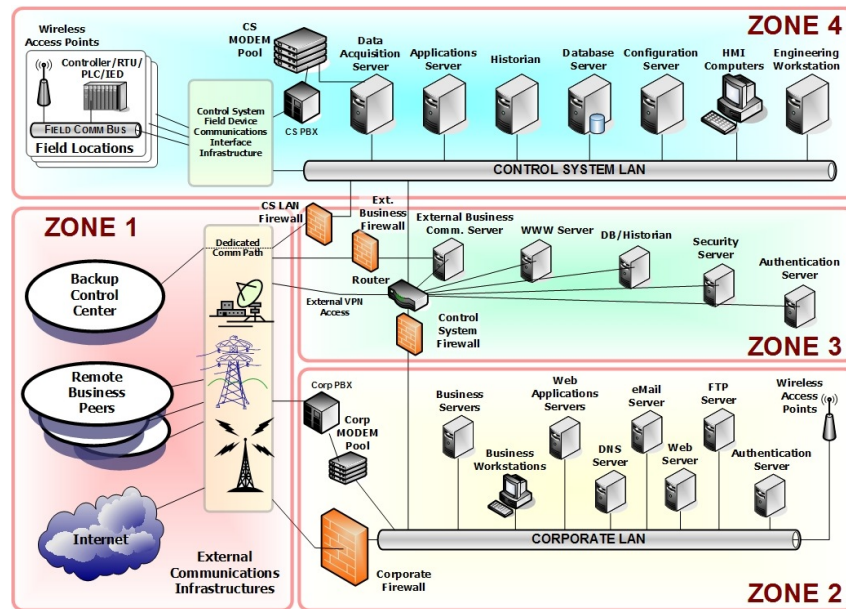 ZONE 4
Wireless
Access Points
Controller/RTU/
PLC/IED
FIELD COMM BUS
Field Locations
Control System
Field Device
Communications
Interface
Infrastructure
CS
MODEM
Pool
CS PBX
Data
Acquisition
Server
Applications
Server
Historian
Database
Server
Configuration
Server
HMI
Computers
Engineering
Workstation
CONTROL SYSTEM LAN
ZONE 1
CS LAN
Firewall
Ext.
Business
Firewall
External Business
Comm. Server
WWW Server
DB/Historian
Security
Server
Authentication
Server
Dedicated
Comm Path
Router
Backup
Control
Center
External VPN
Access
Control
System
Firewall
ZONE 3
Remote
Business
Peers
Corp PBX
Corp
MODEM
Pool
Business
Servers
Business
Workstations
Web
Applications
Servers
DNS
Server
eMail
Server
Web
Server
FTP
Server
Authentication
Server
Wireless
Access
Points
Internet
External
Communications
Infrastructures
Corporate
Firewall
CORPORATE LAN
ZONE 2